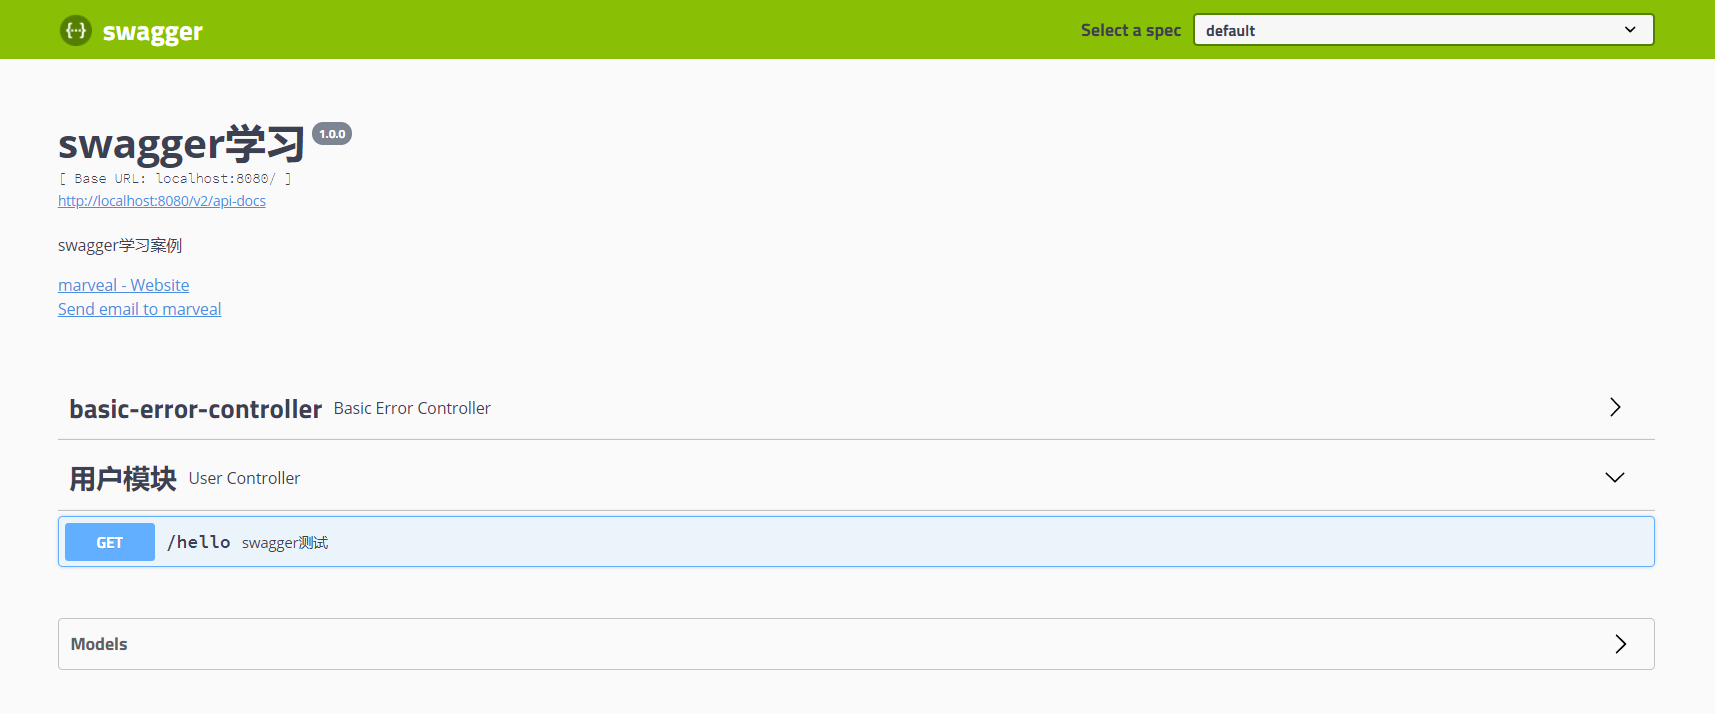 {··} swagger
Select a spec default
swagger学习 1.0.0
[ Base URL: localhost:8080/ ]
http://localhost:8080/v2/api-docs
swagger学习案例
marveal - Website
Send email to marveal
basic-error-controller Basic Error Controller
用户模块 User Controller
GET /hello swagger测试
Models